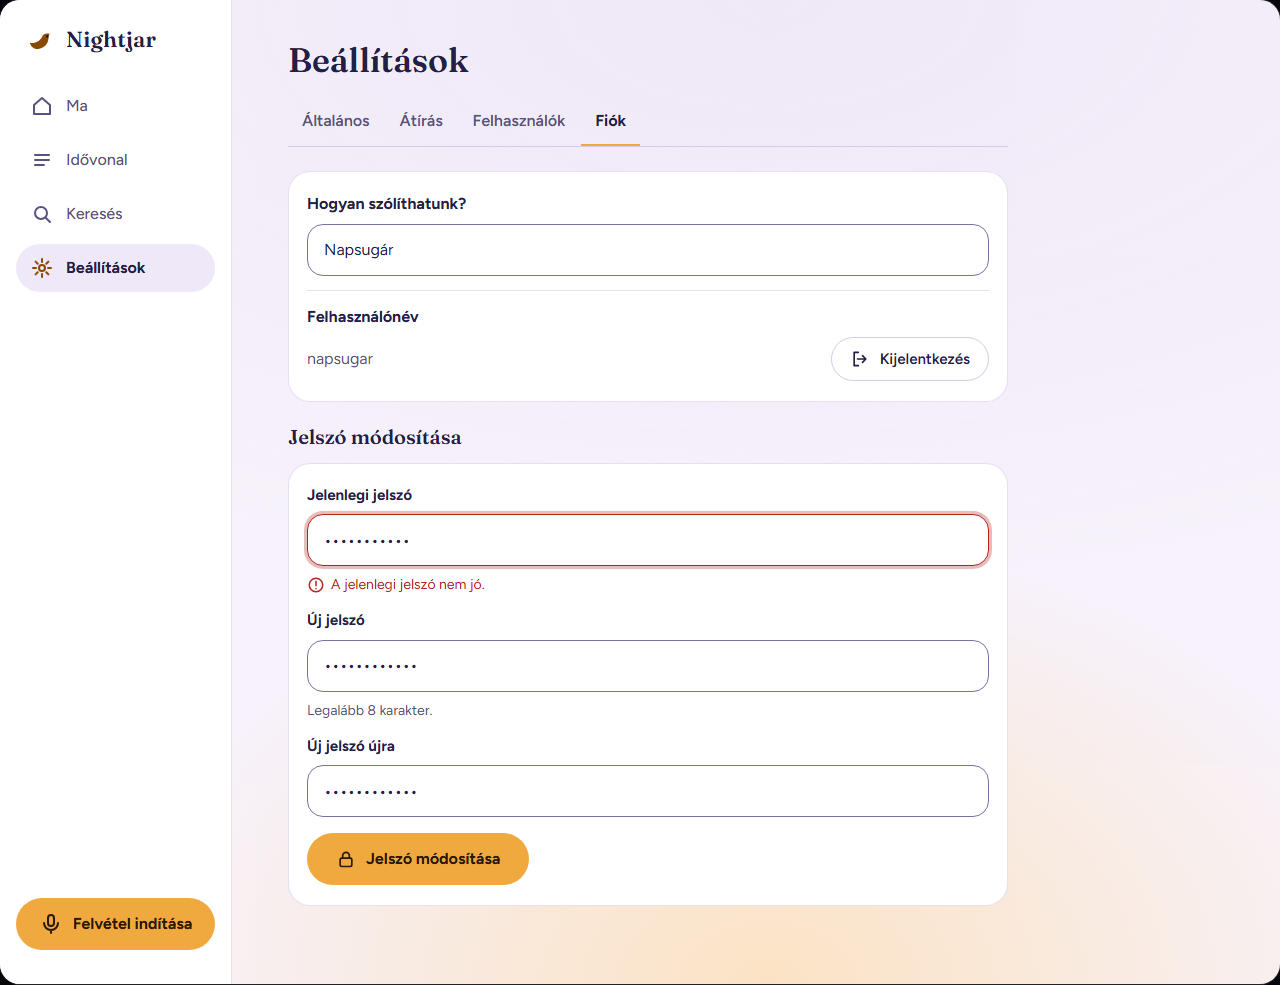 Nightjar
Ma
Idővonal
Keresés
Beállítások
Felvétel indítása
Beállítások
Általános
Átírás
Felhasználók
Fiók
Hogyan szólíthatunk?
Napsugár
Felhasználónév
napsugar
Kijelentkezés
Jelszó módosítása
Jelenlegi jelszó
•••••••••••
A jelenlegi jelszó nem jó.
Új jelszó
••••••••••••
Legalább 8 karakter.
Új jelszó újra
••••••••••••
Jelszó módosítása